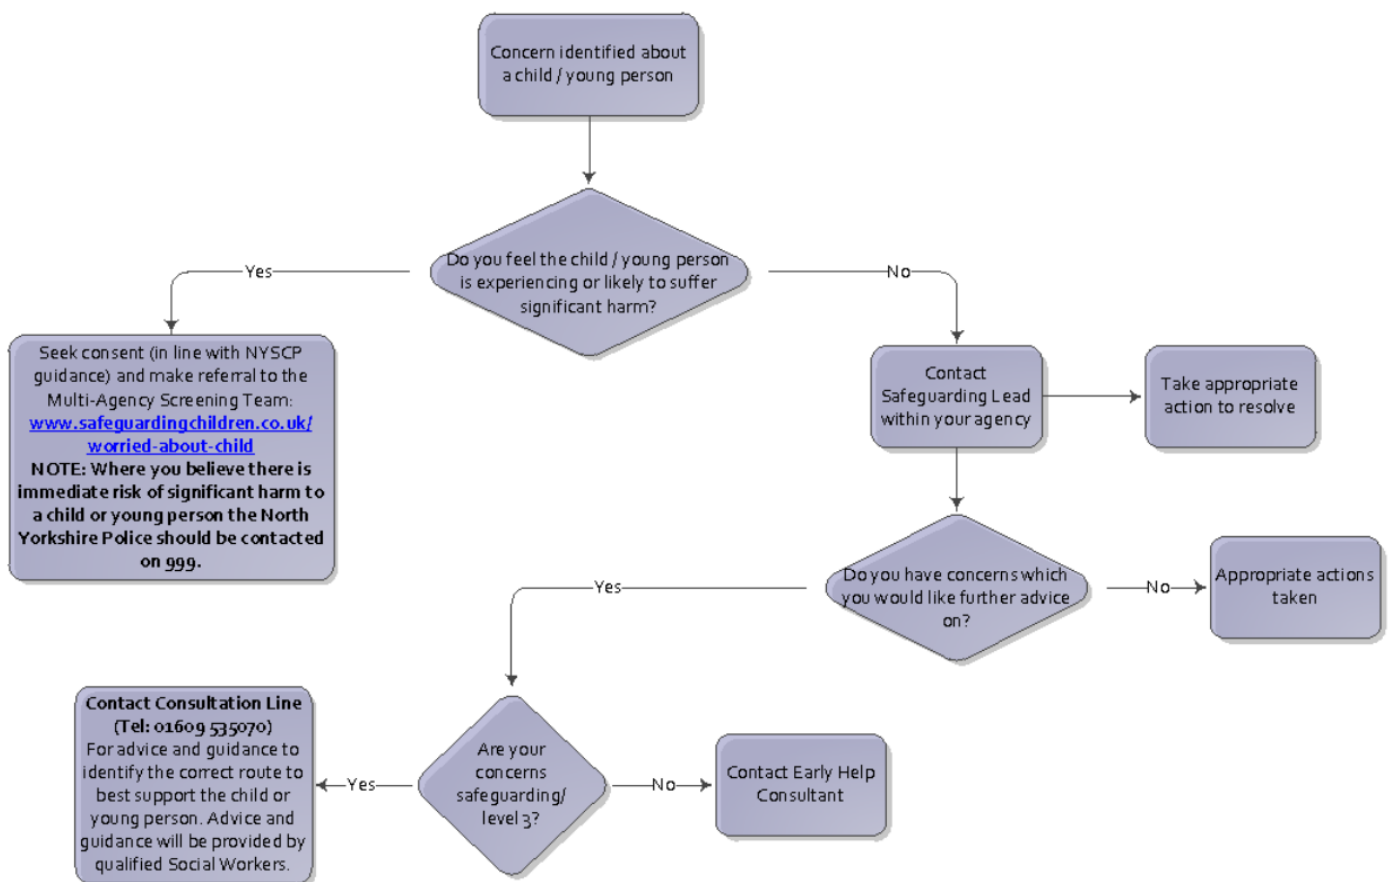 Concern identified about
a child / young person
Do you feel the child / young person
is experiencing or likely to suffer
significant harm?
Yes
No
Seek consent (in line with NYSCP
guidance) and make referral to the
Multi-Agency Screening Team:
www.safeguardingchildren.co.uk/
worried-about-child
NOTE: Where you believe there is
immediate risk of significant harm to
a child or young person the North
Yorkshire Police should be contacted
on 999.
Contact
Safeguarding Lead
within your agency
Take appropriate
action to resolve
Do you have concerns which
you would like further advice
on?
Yes
No
Appropriate actions
taken
Are your
concerns
safeguarding/
level 3?
Yes
No
Contact Consultation Line
(Tel: 01609 535070)
For advice and guidance to
identify the correct route to
best support the child or
young person. Advice and
guidance will be provided by
qualified Social Workers.
Contact Early Help
Consultant